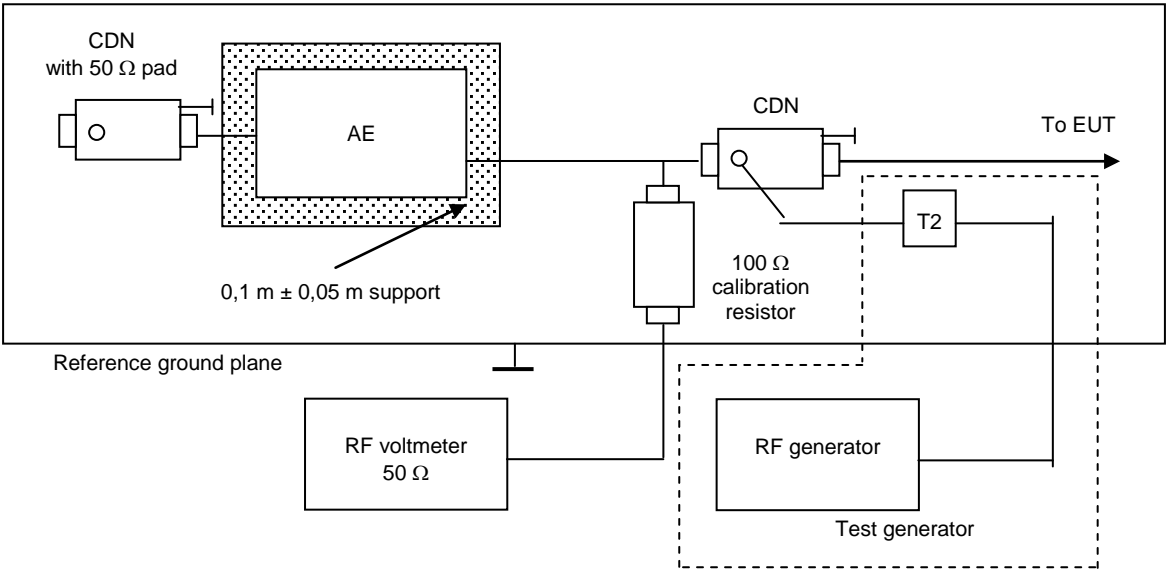 CDN
with 50 Ω pad
AE
CDN
To EUT
T2
0,1 m ± 0,05 m support
100 Ω
calibration
resistor
Reference ground plane
RF voltmeter
50 Ω
RF generator
Test generator